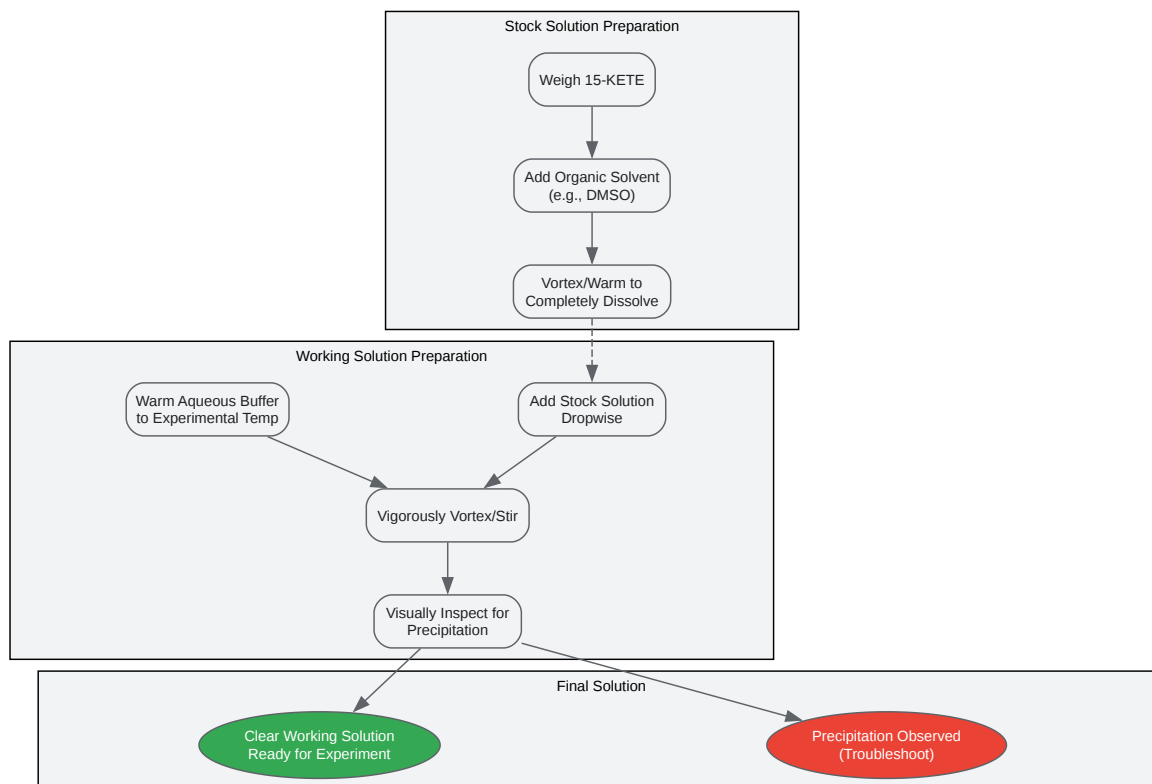 Stock Solution Preparation
Weigh 15-KETE
Add Organic Solvent
(e.g., DMSO)
Vortex/Warm to
Completely Dissolve
Working Solution Preparation
Warm Aqueous Buffer
to Experimental Temp
Add Stock Solution
Dropwise
Vigorously Vortex/Stir
Visually Inspect for
Precipitation
Final Solution
Clear Working Solution
Ready for Experiment
Precipitation Observed
(Troubleshoot)